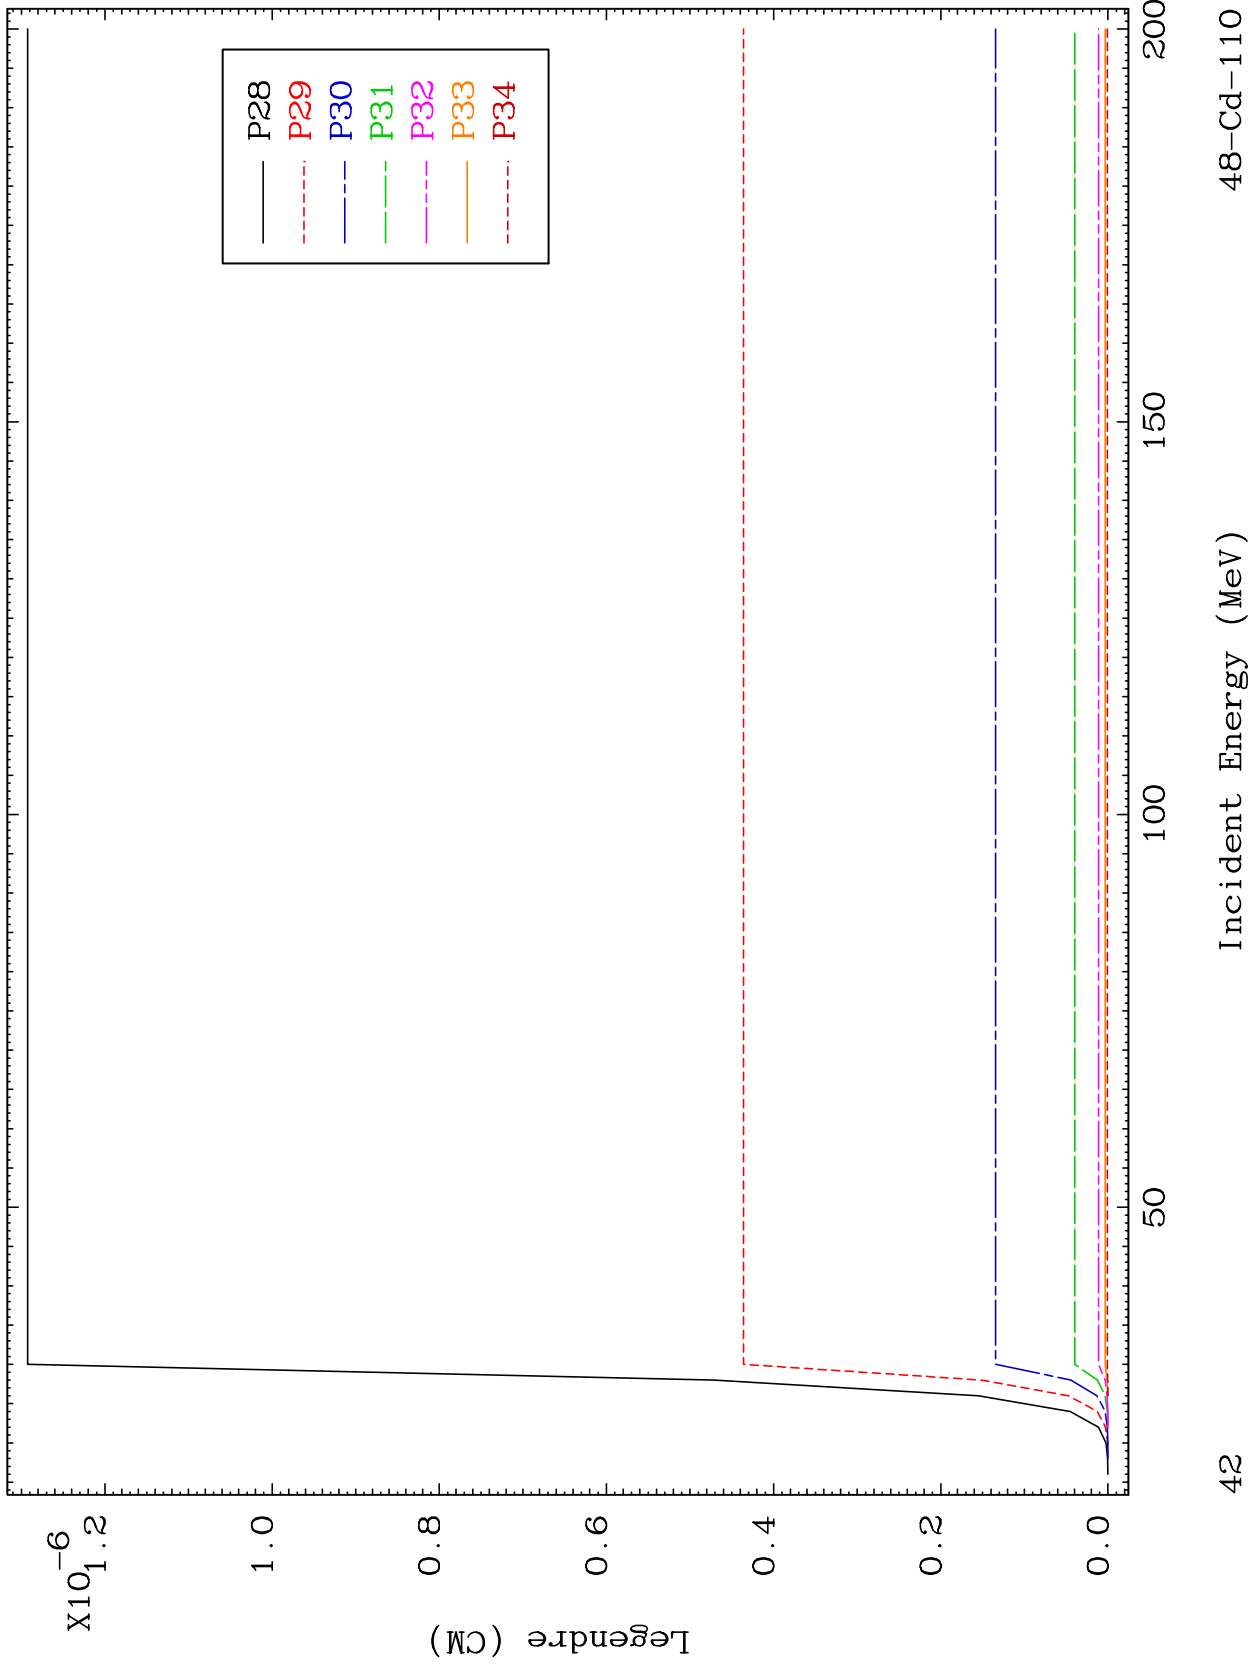 X10-6
1.2
1.0
0.8
0.6
0.4
0.2
0.0
Legendre (CM)
P28
P29
P30
P31
P32
P33
P34
50
100
150
200
Incident Energy (MeV)
42
48-Cd-110